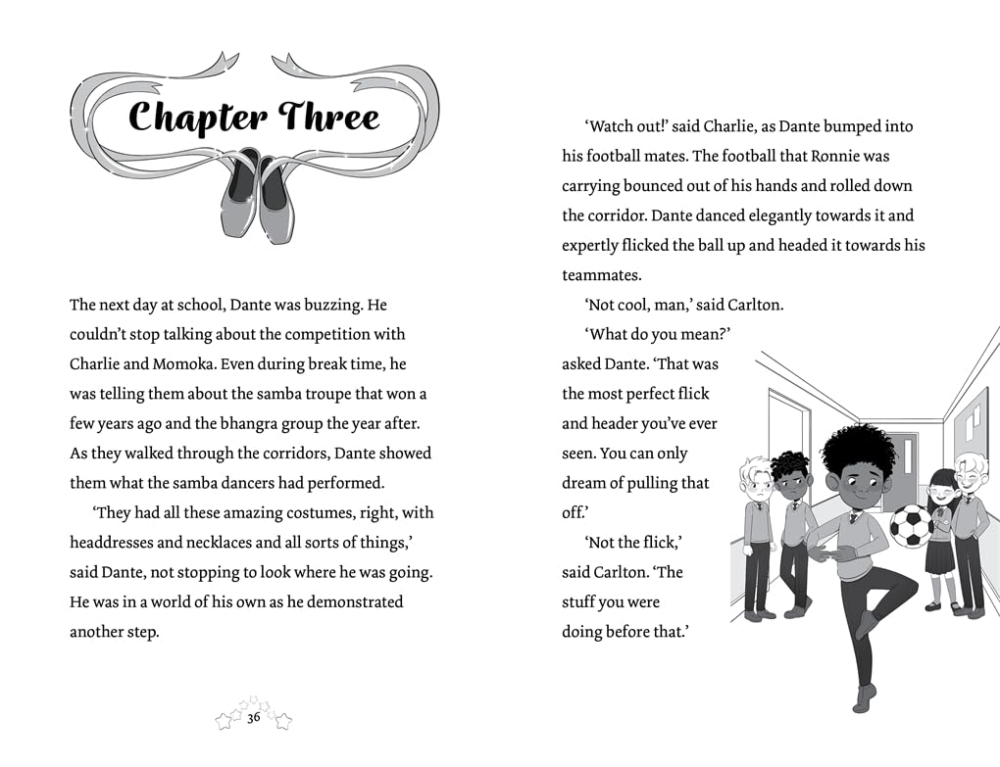 Chapter Three
The next day at school, Dante was buzzing. He
couldn’t stop talking about the competition with
Charlie and Momoka. Even during break time, he
was telling them about the samba troupe that won a
few years ago and the bhangra group the year after.
As they walked through the corridors, Dante showed
them what the samba dancers had performed.
‘They had all these amazing costumes, right, with
headdresses and necklaces and all sorts of things,’
said Dante, not stopping to look where he was going.
He was in a world of his own as he demonstrated
another step.
36
‘Watch out!’ said Charlie, as Dante bumped into
his football mates. The football that Ronnie was
carrying bounced out of his hands and rolled down
the corridor. Dante danced elegantly towards it and
expertly flicked the ball up and headed it towards his
teammates.
‘Not cool, man,’ said Carlton.
‘What do you mean?’
asked Dante. ‘That was
the most perfect flick
and header you’ve ever
seen. You can only
dream of pulling that
off.’
‘Not the flick,’
said Carlton. ‘The
stuff you were
doing before that.’